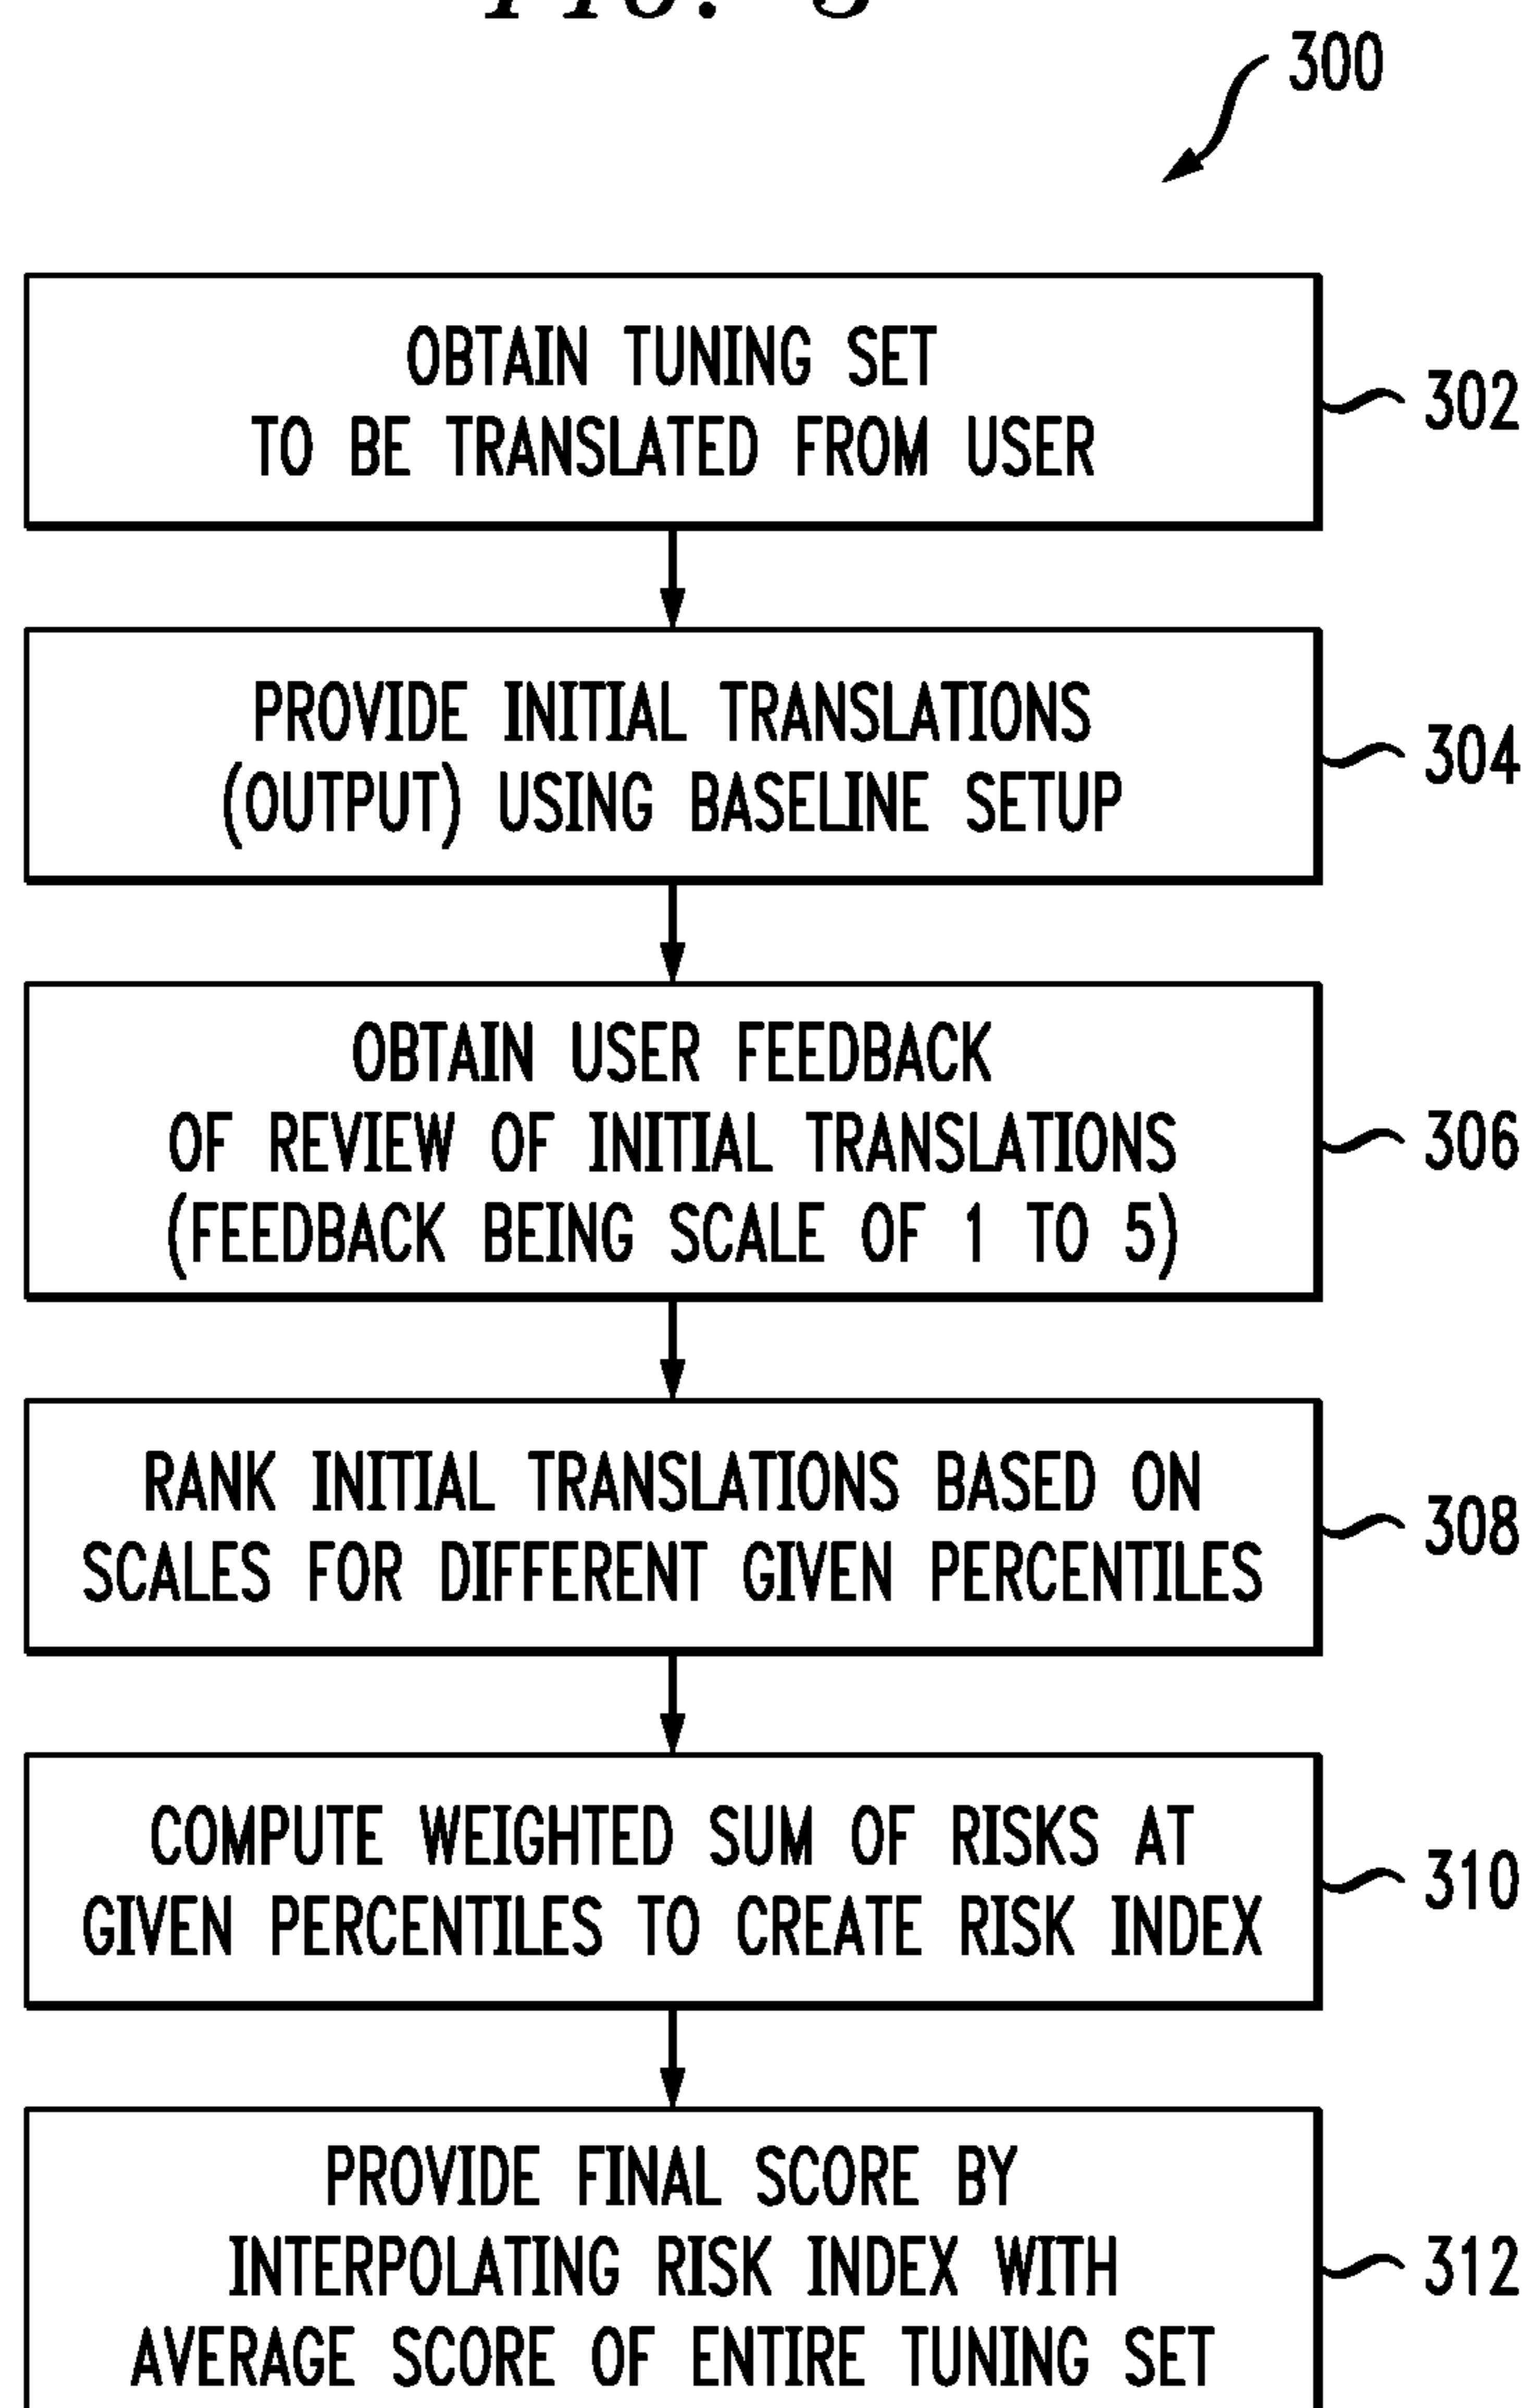 300
OBTAIN TUNING SET
TO BE TRANSLATED FROM USER
302
PROVIDE INITIAL TRANSLATIONS
(OUTPUT) USING BASELINE SETUP
304
OBTAIN USER FEEDBACK
OF REVIEW OF INITIAL TRANSLATIONS
(FEEDBACK BEING SCALE OF 1 TO 5)
306
RANK INITIAL TRANSLATIONS BASED ON
SCALES FOR DIFFERENT GIVEN PERCENTILES
308
COMPUTE WEIGHTED SUM OF RISKS AT
GIVEN PERCENTILES TO CREATE RISK INDEX
310
PROVIDE FINAL SCORE BY
INTERPOLATING RISK INDEX WITH
AVERAGE SCORE OF ENTIRE TUNING SET
312